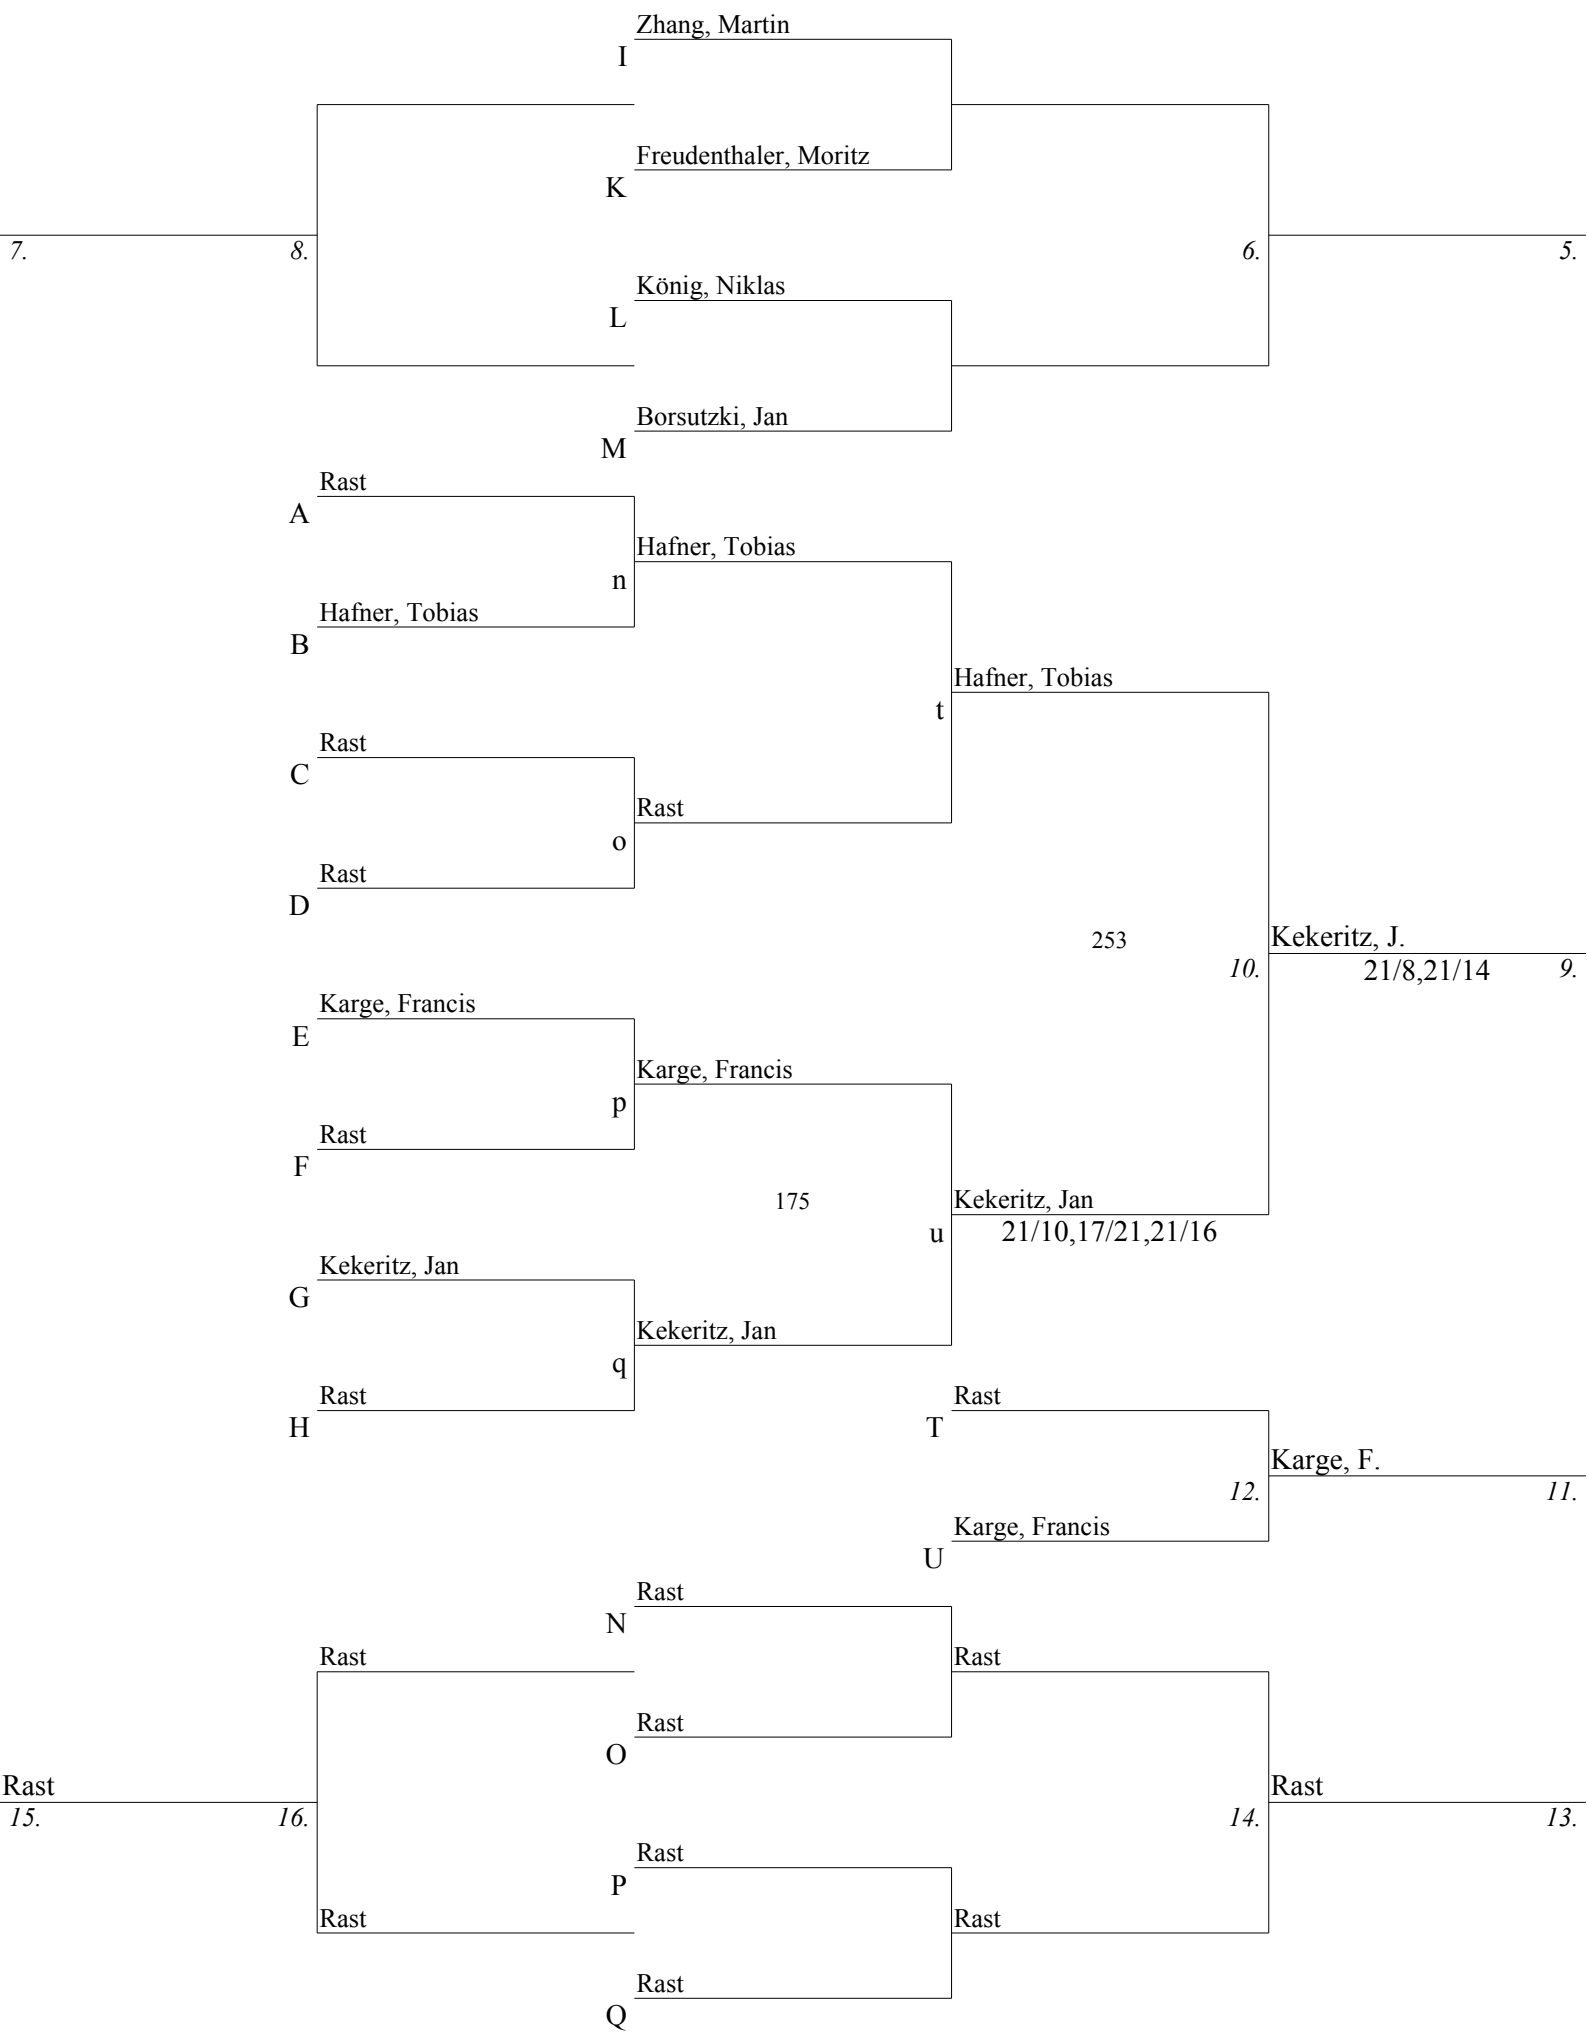 Zhang, Martin
I
Freudenthaler, Moritz
K
7.
8.
6.
5.
König, Niklas
L
Borsutzki, Jan
M
Rast
A
Hafner, Tobias
n
Hafner, Tobias
B
Hafner, Tobias
t
Rast
C
Rast
o
Rast
D
253
Kekeritz, J.
10.
21/8,21/14
9.
Karge, Francis
E
Karge, Francis
p
Rast
F
175
Kekeritz, Jan
u
21/10,17/21,21/16
Kekeritz, Jan
G
Kekeritz, Jan
q
Rast
H
Rast
T
Karge, F.
12.
11.
Karge, Francis
U
Rast
N
Rast
Rast
Rast
O
Rast
15.
16.
Rast
14.
13.
Rast
P
Rast
Rast
Rast
Q